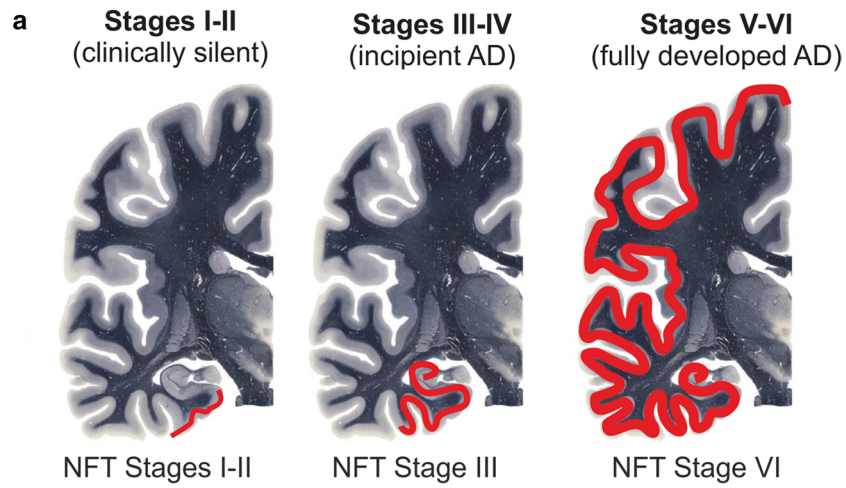 a
Stages I-II
(clinically silent)
Stages III-IV
(incipient AD)
Stages V-VI
(fully developed AD)
NFT Stages I-II
NFT Stage III
NFT Stage VI